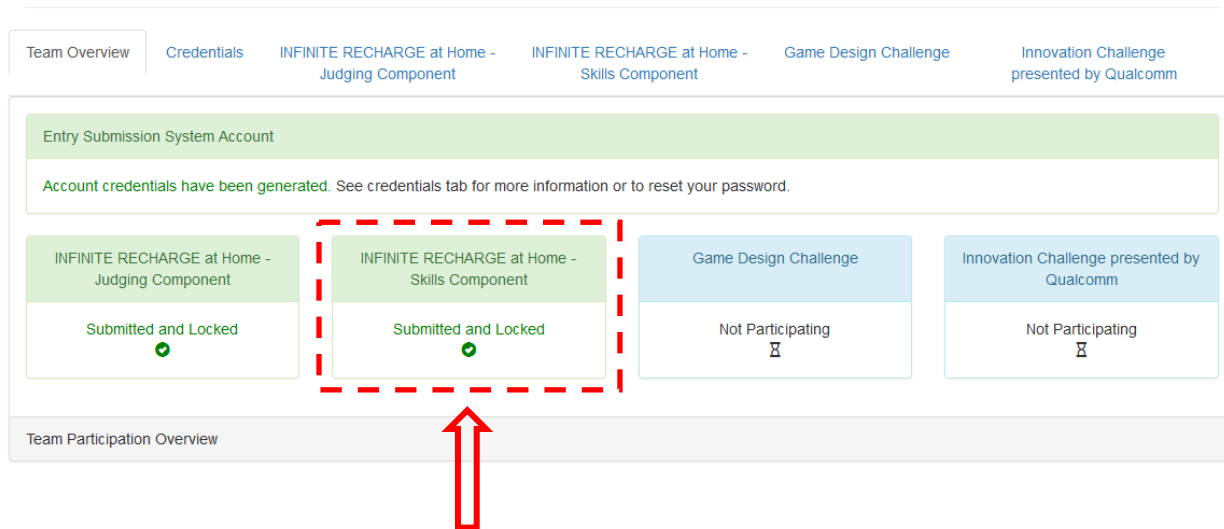 Team Overview
Credentials
INFINITE RECHARGE at Home -
Judging Component
INFINITE RECHARGE at Home -
Skills Component
Game Design Challenge
Innovation Challenge
presented by Qualcomm
Entry Submission System Account
Account credentials have been generated. See credentials tab for more information or to reset your password.
INFINITE RECHARGE at Home -
Judging Component
Submitted and Locked
INFINITE RECHARGE at Home -
Skills Component
Submitted and Locked
Game Design Challenge
Not Participating
Innovation Challenge presented by
Qualcomm
Not Participating
Team Participation Overview